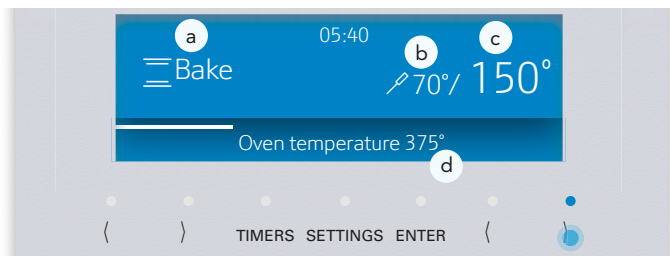 a
05:40
b
c
Bake
70°/ 150°
Oven temperature 375°
d
⟨ ⟩ TIMERS SETTINGS ENTER ⟨ ⟩